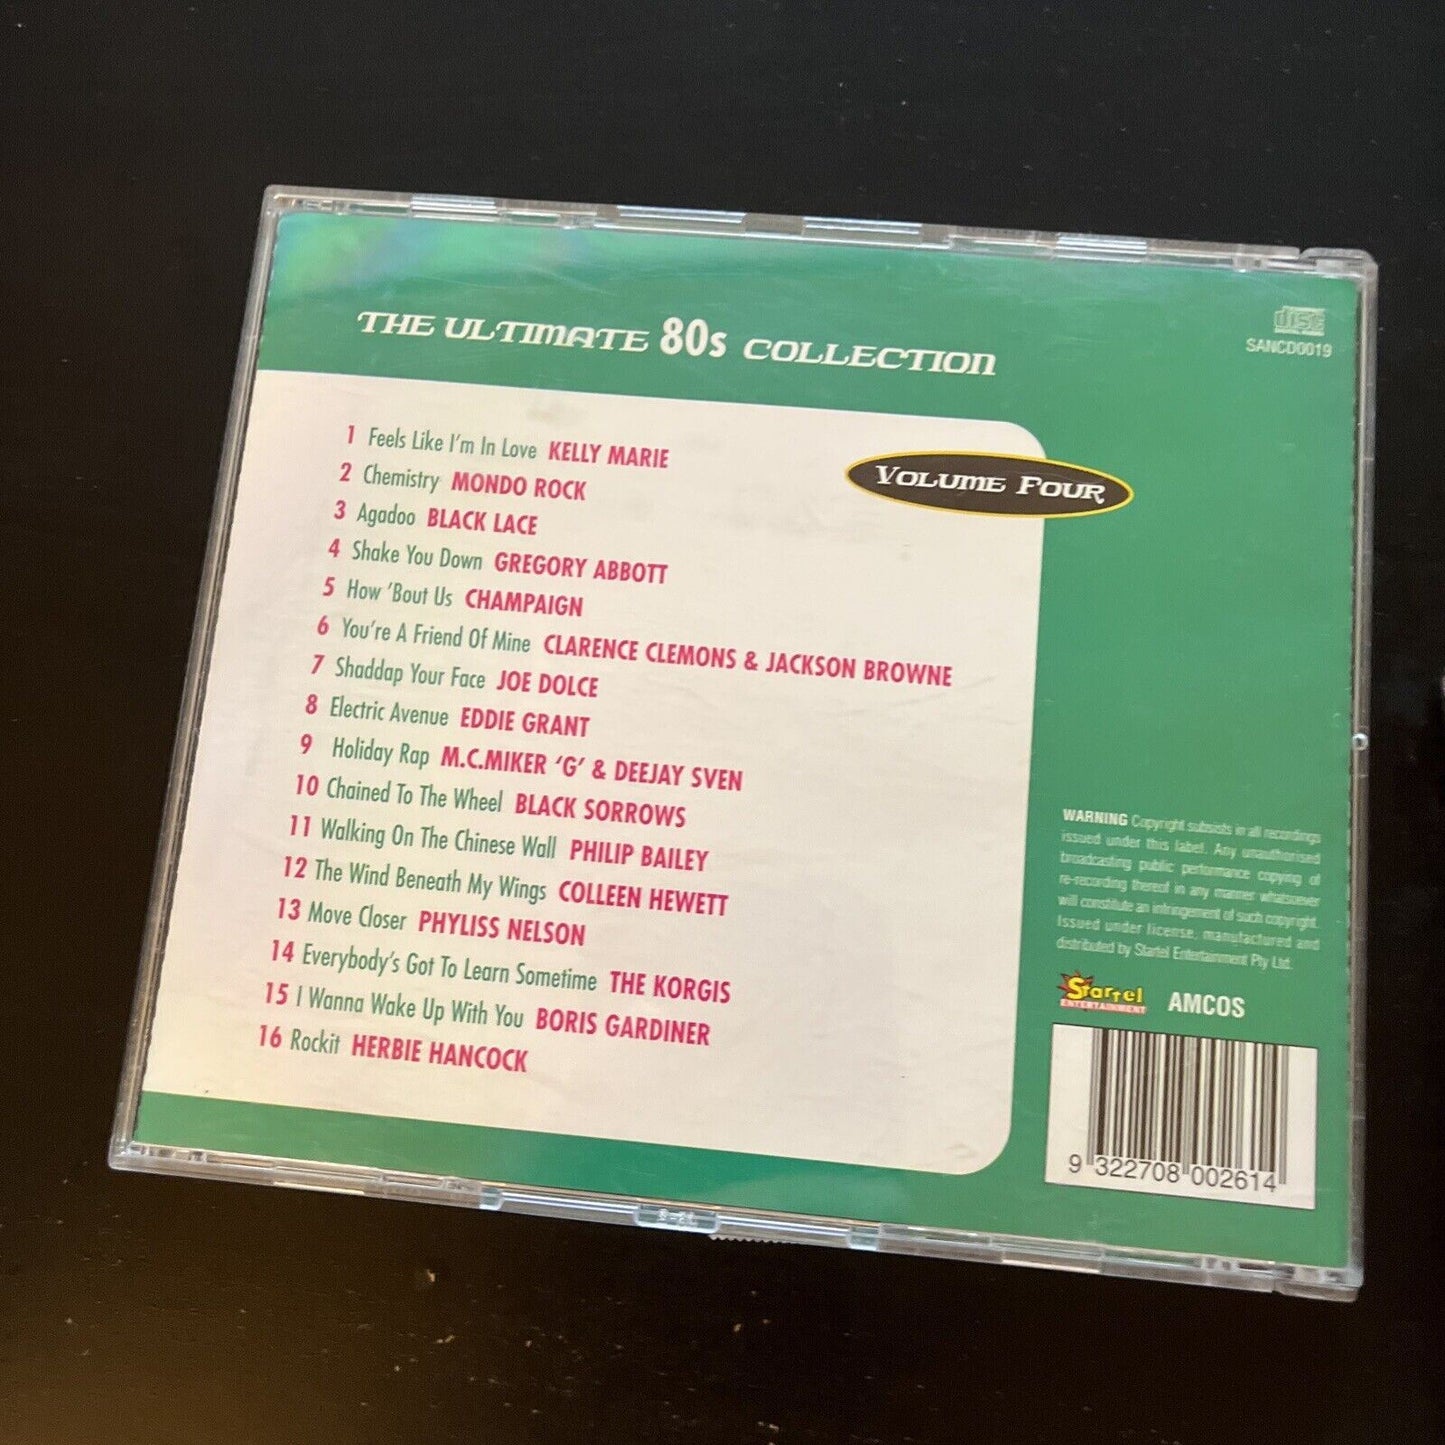 THE ULTIMATE 80s COLLECTION
disc
DIGITAL AUDIO
SANCD0019
VOLUME FOUR
1 Feels Like I'm In Love KELLY MARIE
2 Chemistry MONDO ROCK
3 Agadoo BLACK LACE
4 Shake You Down GREGORY ABBOTT
5 How 'Bout Us CHAMPAIGN
6 You're A Friend Of Mine CLARENCE CLEMONS & JACKSON BROWNE
7 Shaddap Your Face JOE DOLCE
8 Electric Avenue EDDIE GRANT
9 Holiday Rap M.C.MIKER 'G' & DEEJAY SVEN
10 Chained To The Wheel BLACK SORROWS
11 Walking On The Chinese Wall PHILIP BAILEY
12 The Wind Beneath My Wings COLLEEN HEWETT
13 Move Closer PHYLISS NELSON
14 Everybody's Got To Learn Sometime THE KORGIS
15 I Wanna Wake Up With You BORIS GARDINER
16 Rockit HERBIE HANCOCK
WARNING Copyright subsists in all recordings
issued under this label. Any unauthorised
broadcasting public performance copying of
re-recording thereof in any manner whatsoever
will constitute an infringement of such copyright.
Issued under license, manufactured and
distributed by Startel Entertainment Pty Ltd.
Startel
ENTERTAINMENT
AMCOS
9 322708 002614